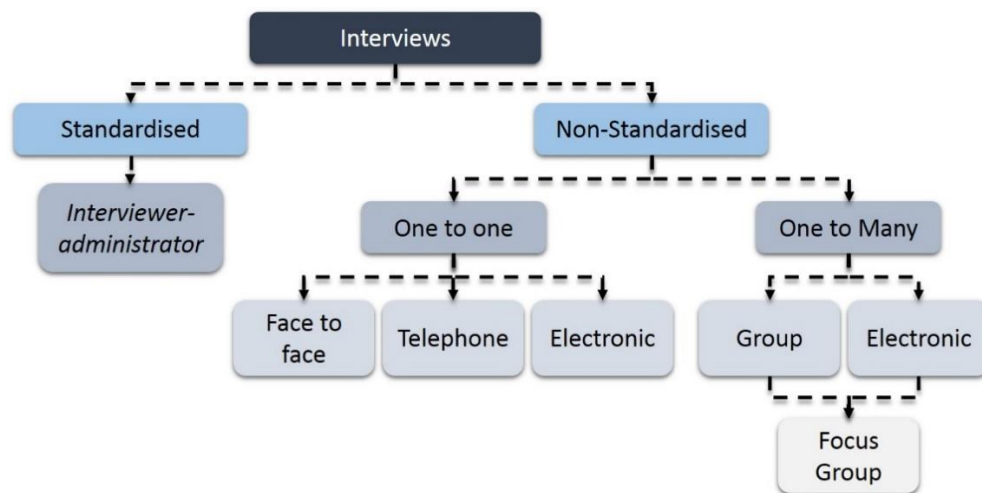 Interviews
Standardised
Non-Standardised
Interviewer-
administrator
One to one
One to Many
Face to
face
Telephone
Electronic
Group
Electronic
Focus
Group